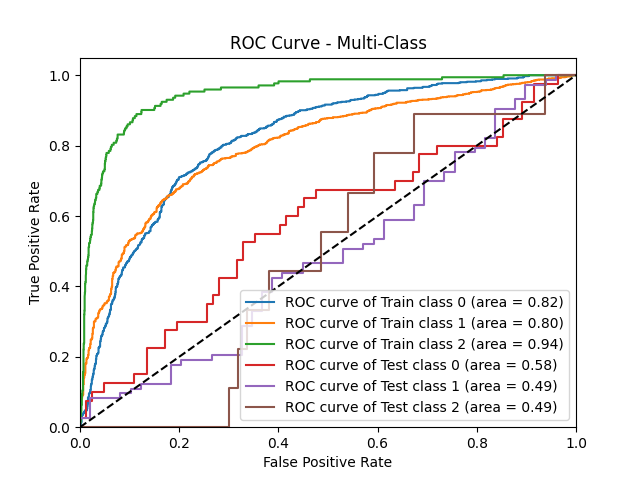 ROC Curve - Multi-Class
True Positive Rate
1.0
0.8
0.6
0.4
0.2
0.0
ROC curve of Train class 0 (area = 0.82)
ROC curve of Train class 1 (area = 0.80)
ROC curve of Train class 2 (area = 0.94)
ROC curve of Test class 0 (area = 0.58)
ROC curve of Test class 1 (area = 0.49)
ROC curve of Test class 2 (area = 0.49)
0.0 0.2 0.4 0.6 0.8 1.0
False Positive Rate